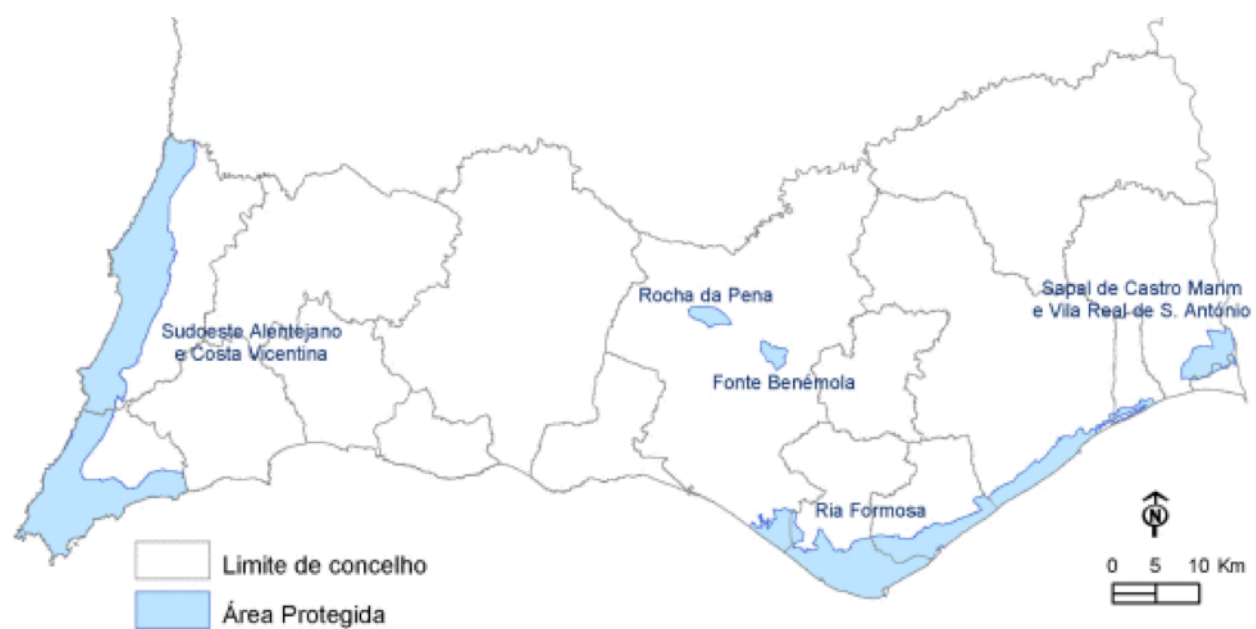 Rocha da Pena
Sapal de Castro Marim
e Vila Real de S. António
Sudoeste Alentejano
e Costa Vicentina
Fonte Benémola
Ria Formosa
N
0 5 10 Km
Limite de concelho
Área Protegida